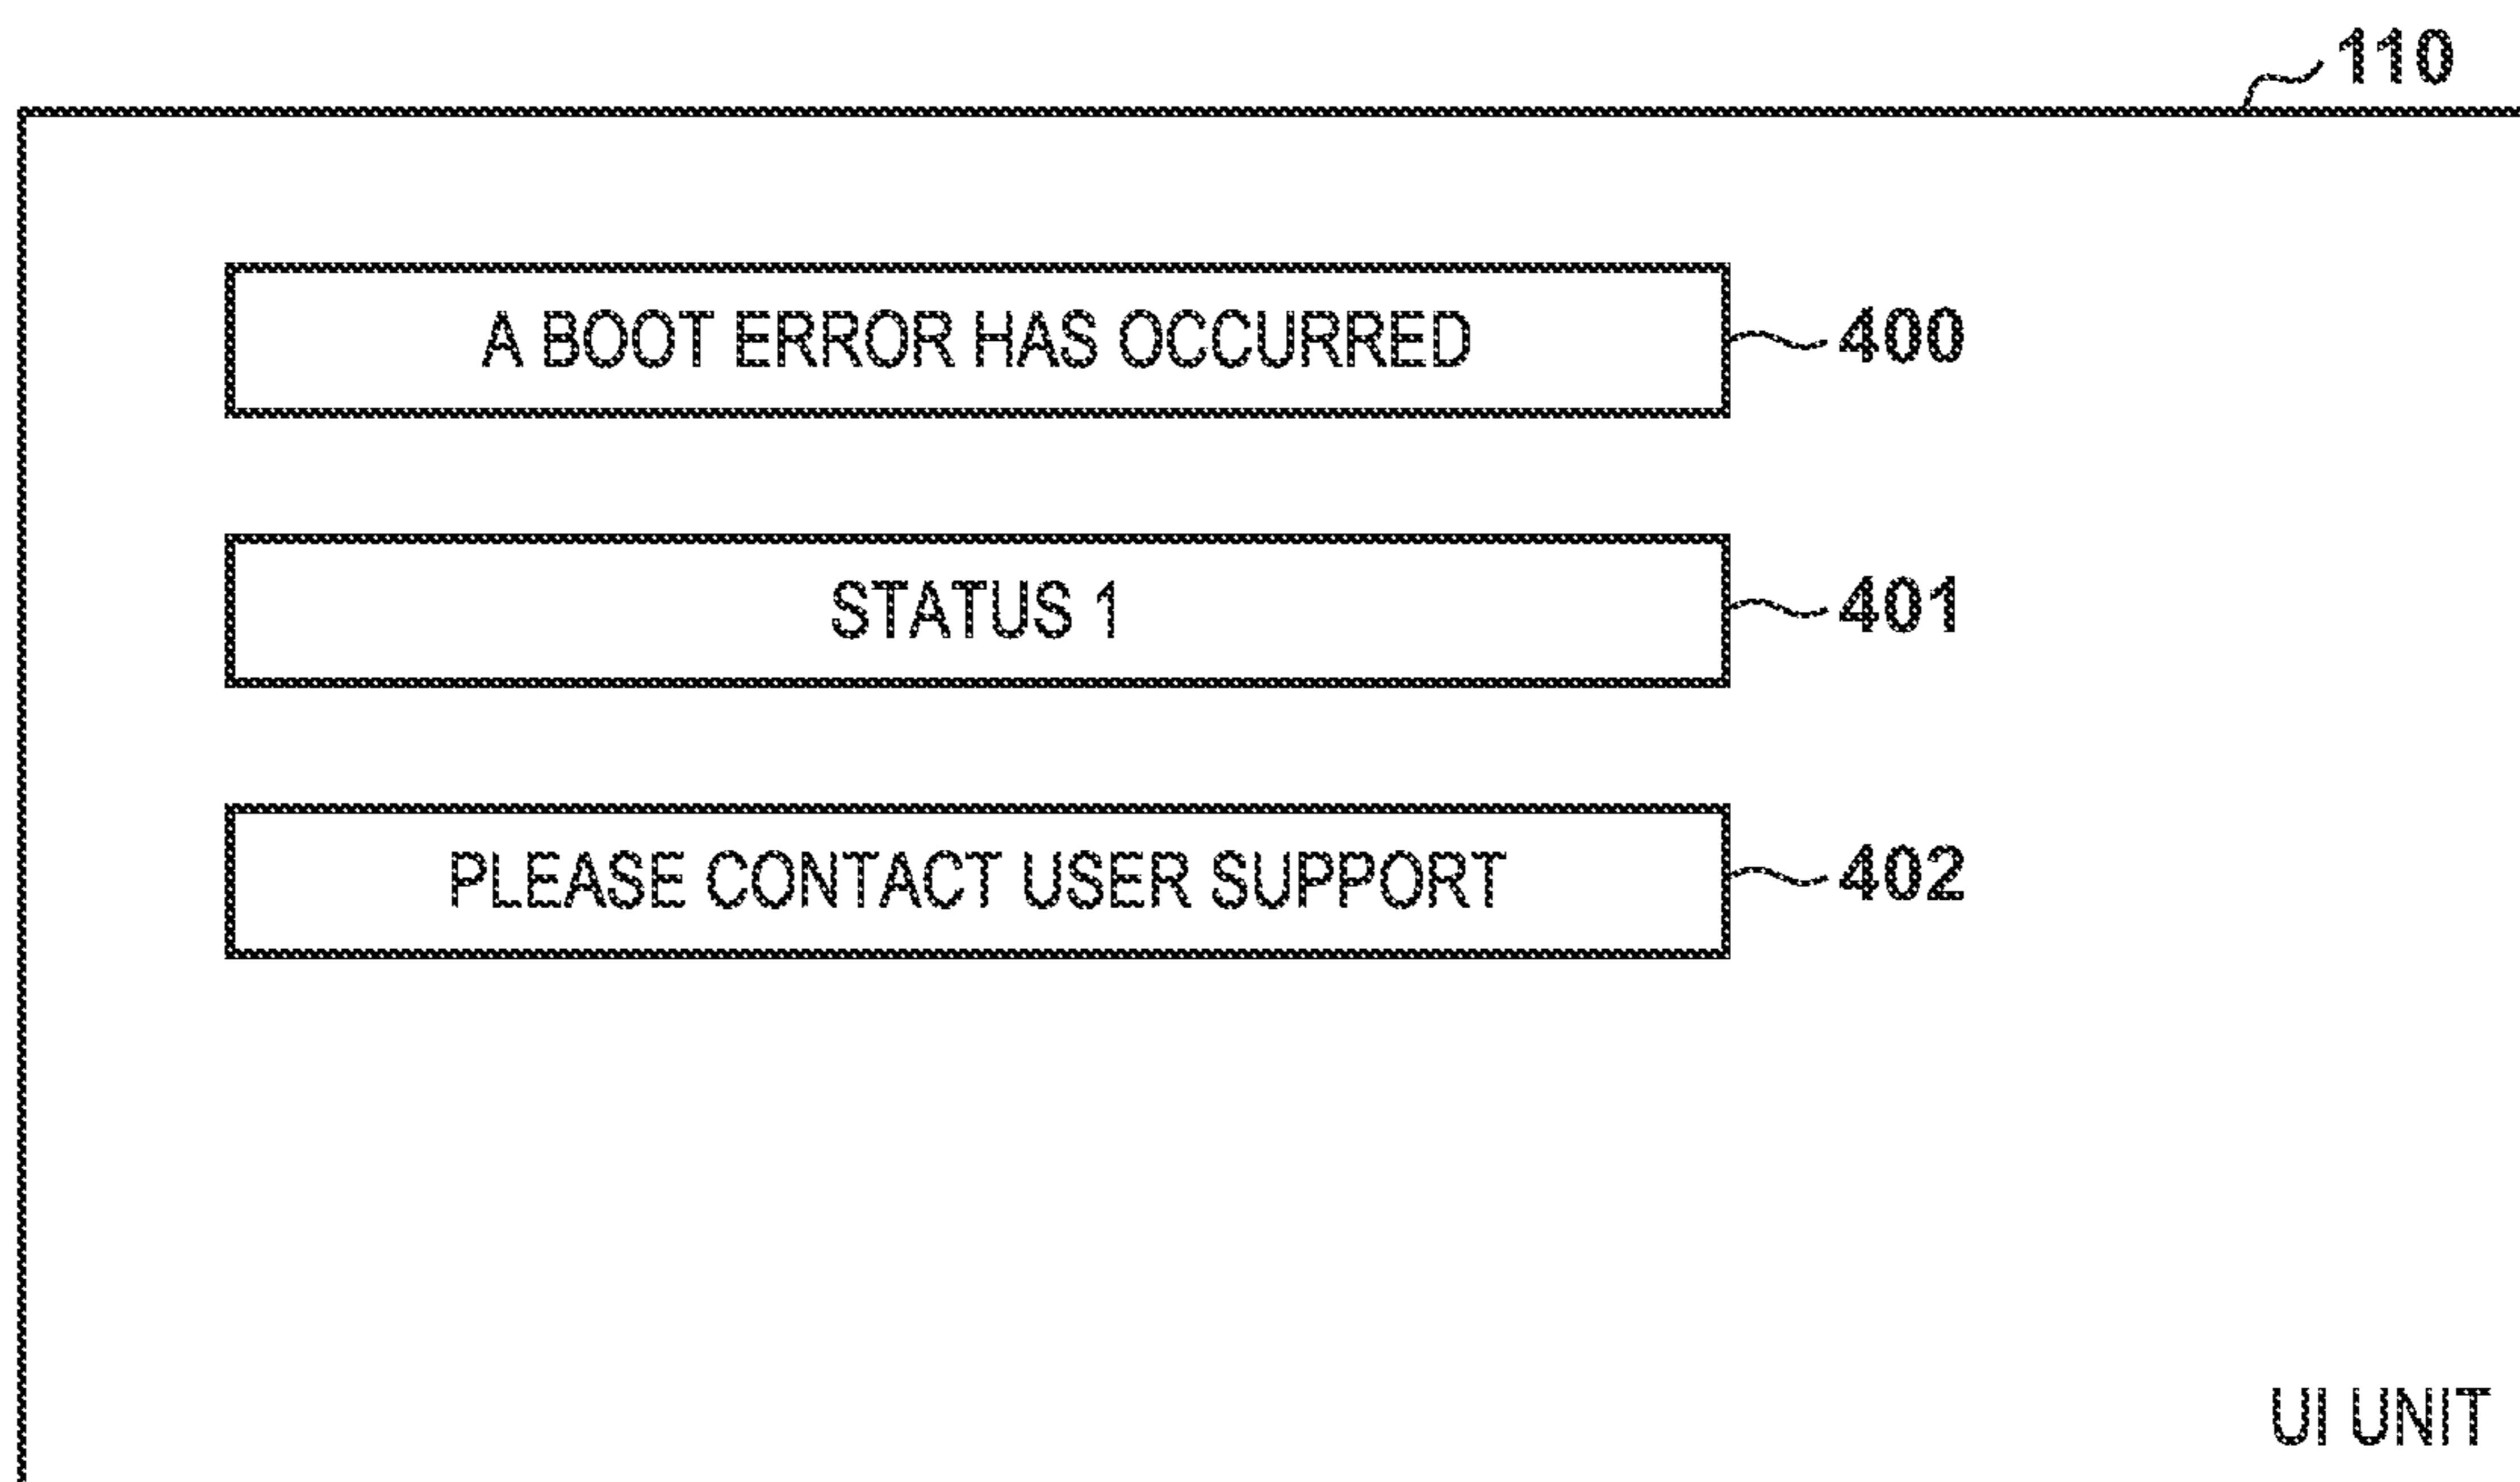 110
A BOOT ERROR HAS OCCURRED 400
STATUS 1 401
PLEASE CONTACT USER SUPPORT 402
UI UNIT